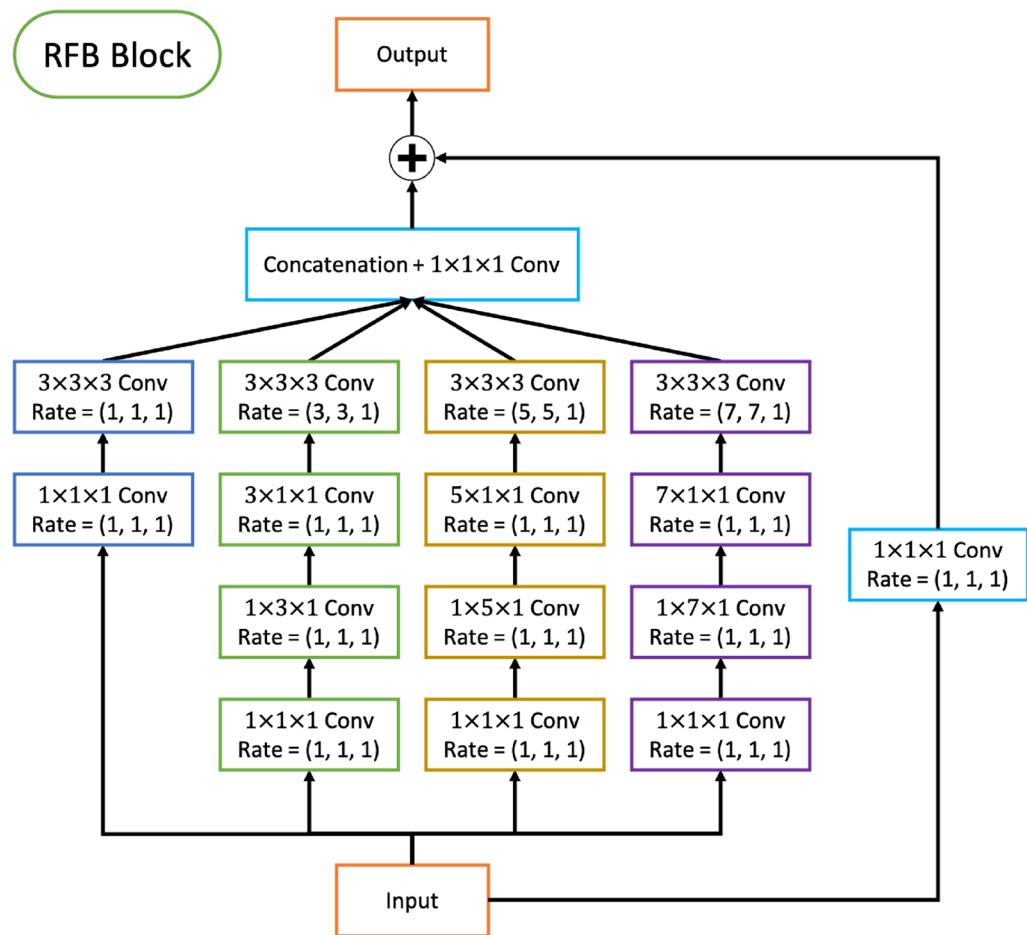 RFB Block
Output
Concatenation + 1×1×1 Conv
3×3×3 Conv
Rate = (1, 1, 1)
3×3×3 Conv
Rate = (3, 3, 1)
3×3×3 Conv
Rate = (5, 5, 1)
3×3×3 Conv
Rate = (7, 7, 1)
1×1×1 Conv
Rate = (1, 1, 1)
3×1×1 Conv
Rate = (1, 1, 1)
5×1×1 Conv
Rate = (1, 1, 1)
7×1×1 Conv
Rate = (1, 1, 1)
1×1×1 Conv
Rate = (1, 1, 1)
1×3×1 Conv
Rate = (1, 1, 1)
1×5×1 Conv
Rate = (1, 1, 1)
1×7×1 Conv
Rate = (1, 1, 1)
1×1×1 Conv
Rate = (1, 1, 1)
1×1×1 Conv
Rate = (1, 1, 1)
1×1×1 Conv
Rate = (1, 1, 1)
Input